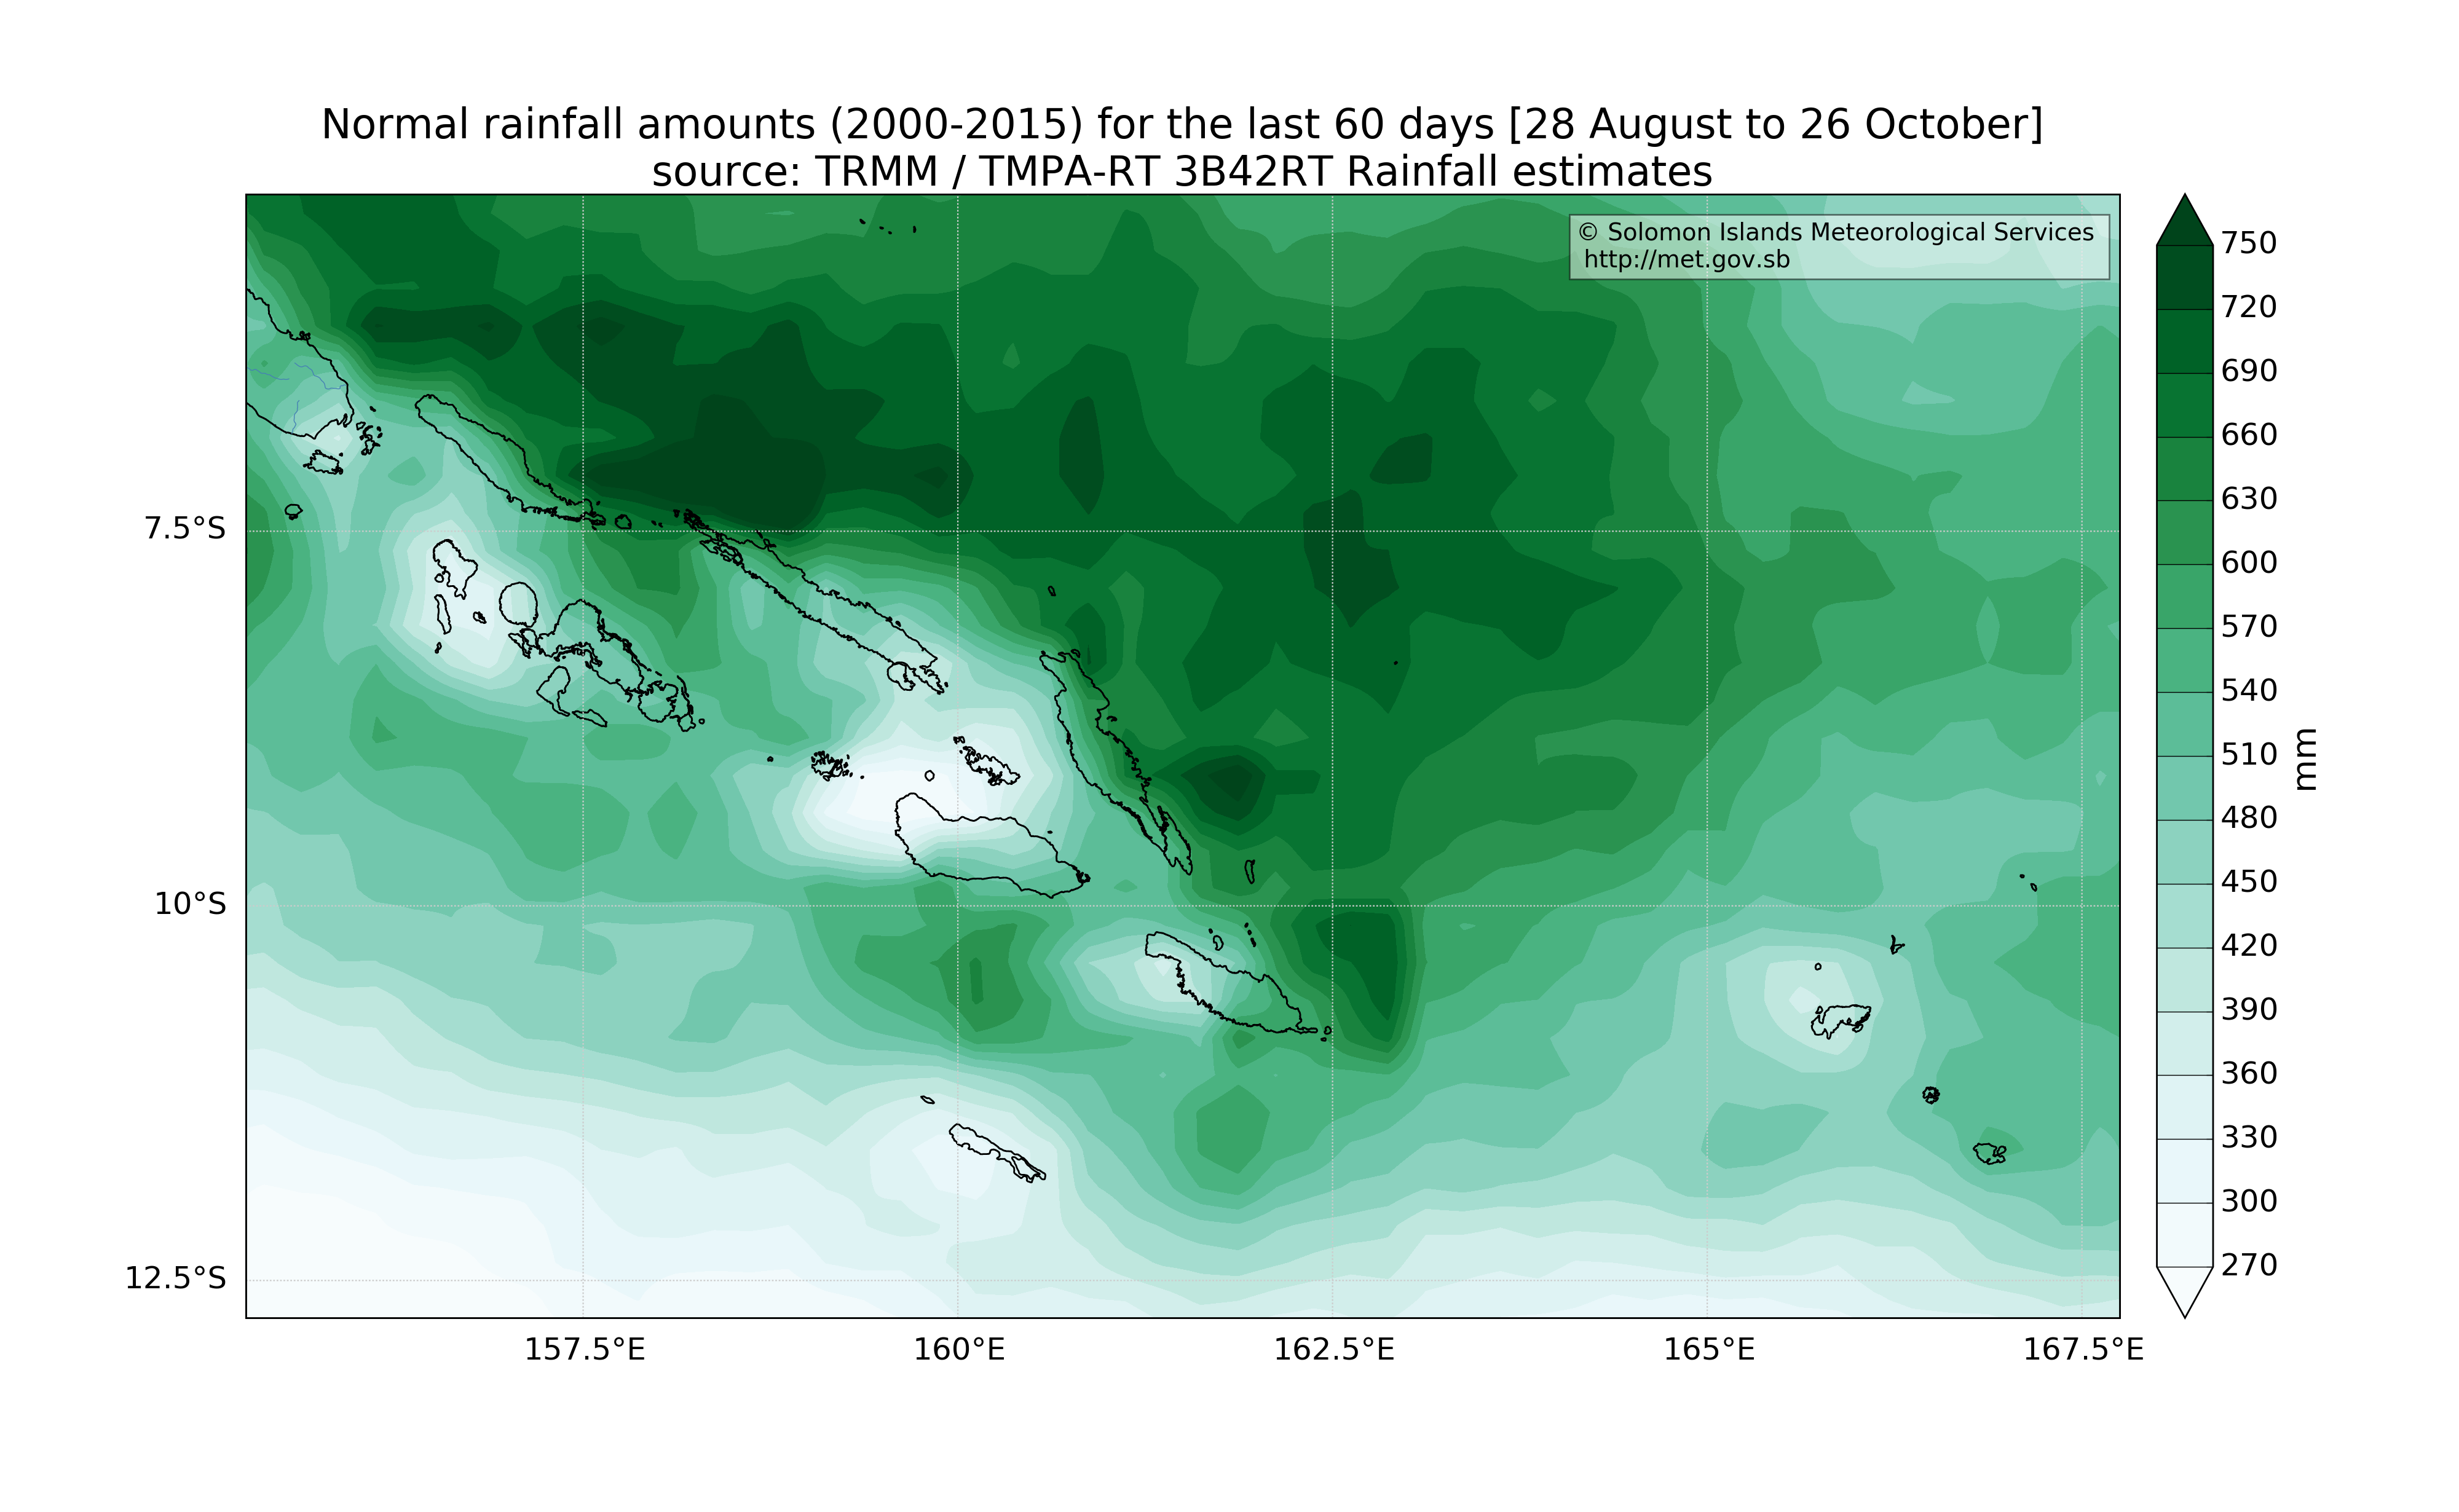 Normal rainfall amounts (2000-2015) for the last 60 days [28 August to 26 October]
source: TRMM / TMPA-RT 3B42RT Rainfall estimates
© Solomon Islands Meteorological Services
http://met.gov.sb
7.5°S
10°S
12.5°S
157.5°E
160°E
162.5°E
165°E
167.5°E
750
720
690
660
630
600
570
540
510
480
450
420
390
360
330
300
270
mm